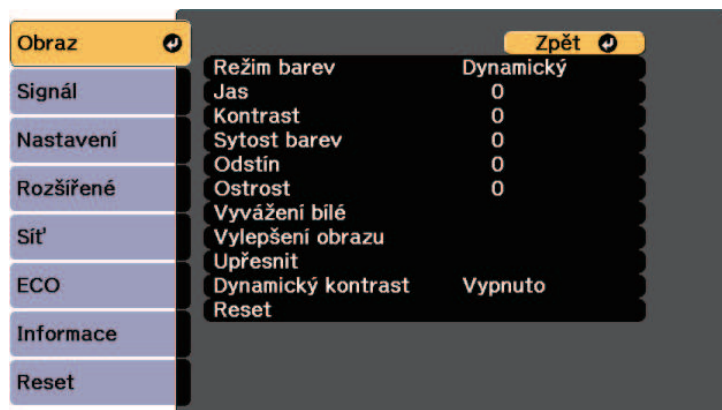 Obraz
Signál
Nastavení
Rozšířené
Síť
ECO
Informace
Reset
Zpět
Režim barev Dynamický
Jas 0
Kontrast 0
Sytost barev 0
Odstín 0
Ostrost 0
Vyvážení bílé
Vylepšení obrazu
Upřesnit
Dynamický kontrast Vypnuto
Reset